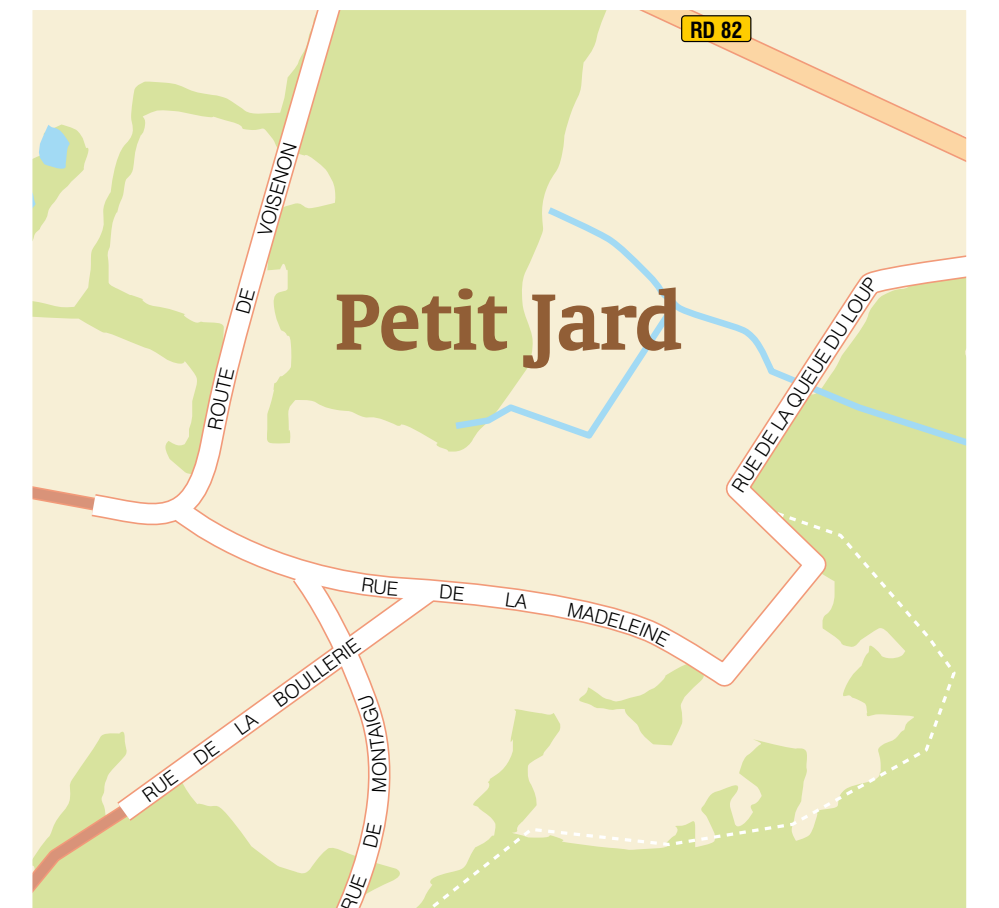 RD 82
ROUTE DE VOISENON
Petit Jard
RUE DE LA QUEUE DU LOUP
RUE DE LA MADELEINE
RUE DE LA BOULLERIE
RUE DE MONTAIGU